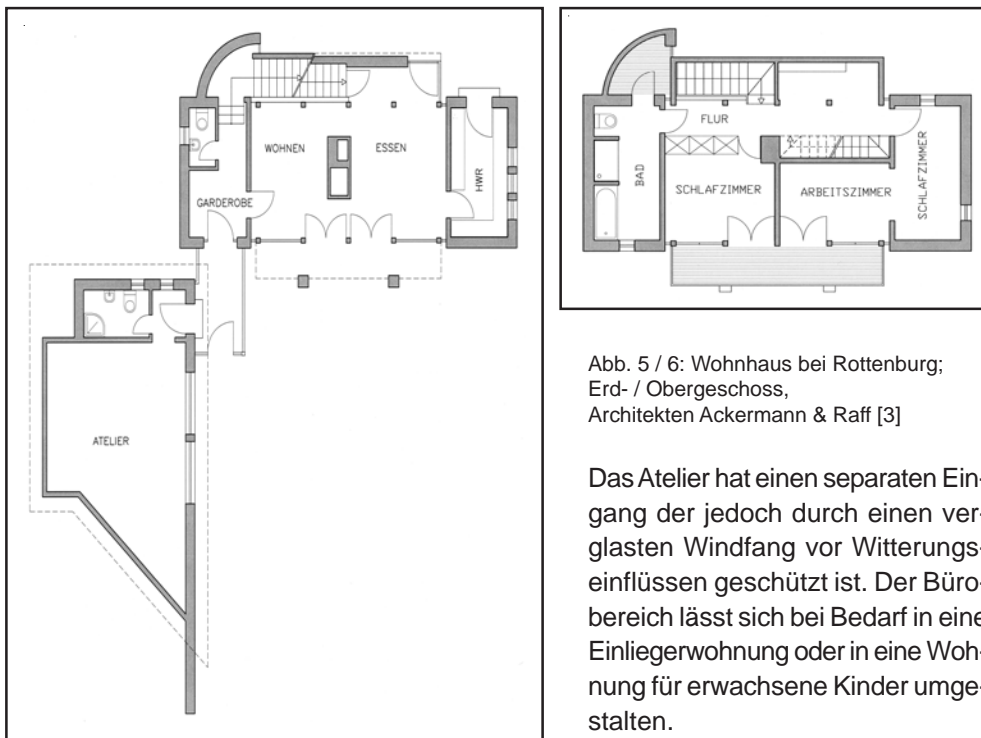 WOHNEN
ESSEN
HWR
GARDEROBE
ATELIER
FLUR
BAD
SCHLAFZIMMER
ARBEITSZIMMER
SCHLAFZIMMER
Abb. 5 / 6: Wohnhaus bei Rottenburg;
Erd- / Obergeschoss,
Architekten Ackermann & Raff [3]
Das Atelier hat einen separaten Ein-
gang der jedoch durch einen ver-
glasten Windfang vor Witterungs-
einflüssen geschützt ist. Der Büro-
bereich lässt sich bei Bedarf in eine
Einliegerwohnung oder in eine Woh-
nung für erwachsene Kinder umge-
stalten.